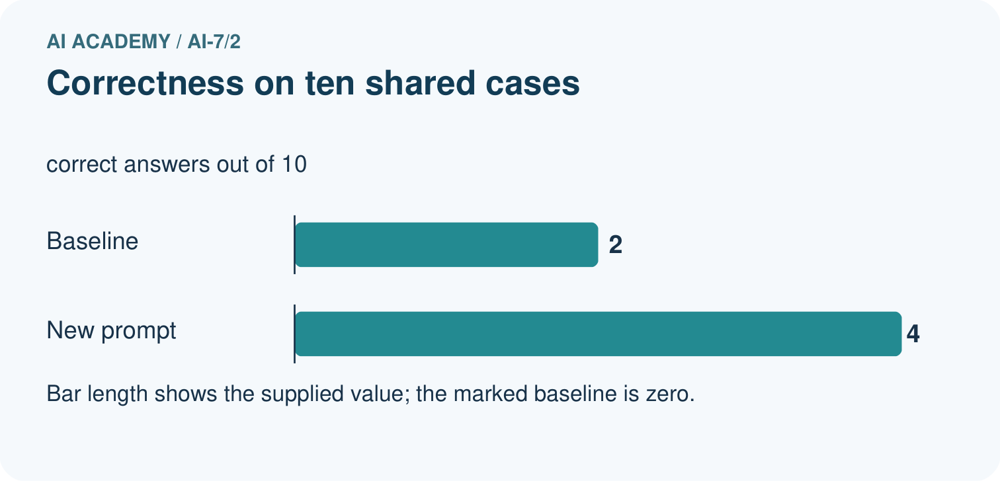 AI ACADEMY / AI-7/2
Correctness on ten shared cases
correct answers out of 10
Baseline 2
New prompt 4
Bar length shows the supplied value; the marked baseline is zero.